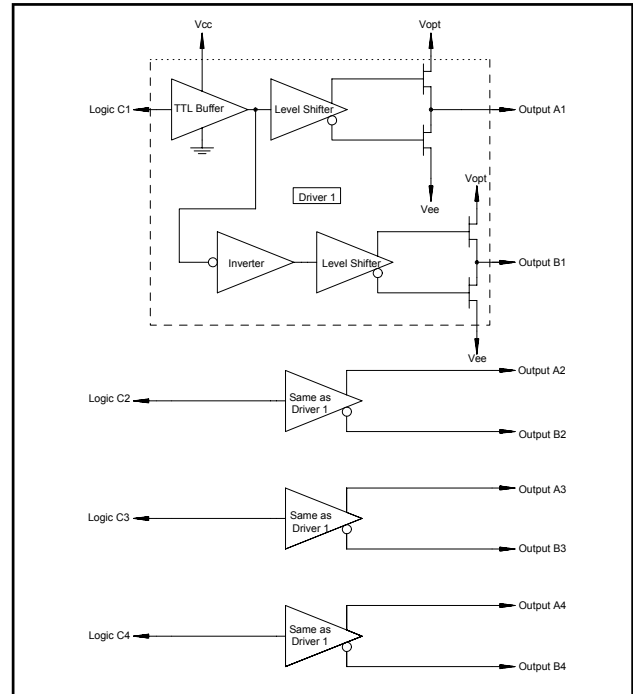 Vcc
Vopt
Logic C1
TTL Buffer
Level Shifter
Output A1
Driver 1
Vee
Vopt
Inverter
Level Shifter
Output B1
Vee
Output A2
Logic C2
Same as
Driver 1
Output B2
Output A3
Logic C3
Same as
Driver 1
Output B3
Output A4
Logic C4
Same as
Driver 1
Output B4